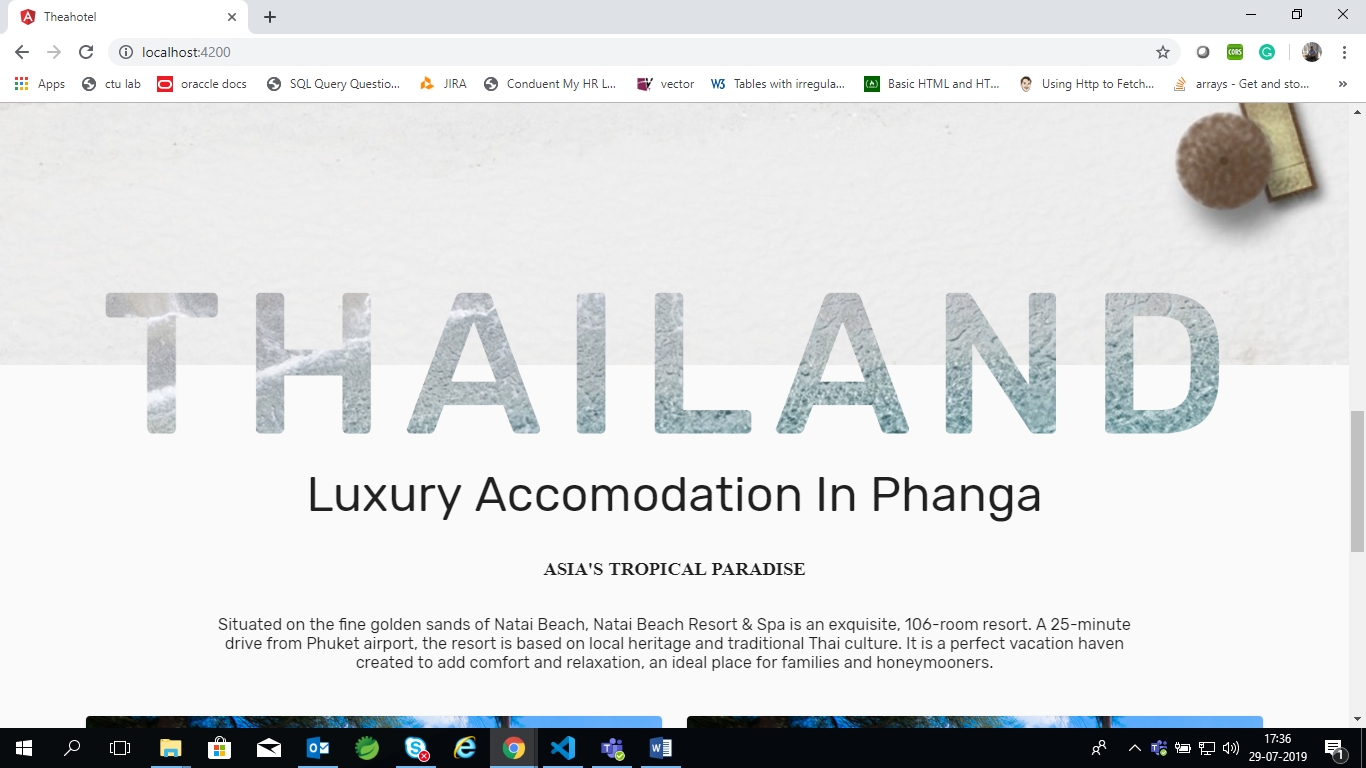 Theahotel
localhost:4200
CORS
Apps
ctu lab
oraccle docs
SQL Query Questio...
JIRA
Conduent My HR L...
vector
W3 Tables with irregula...
Basic HTML and HT...
Using Http to Fetch...
arrays - Get and sto...
»
THAILAND
Luxury Accomodation In Phanga
ASIA'S TROPICAL PARADISE
Situated on the fine golden sands of Natai Beach, Natai Beach Resort & Spa is an exquisite, 106-room resort. A 25-minute
drive from Phuket airport, the resort is based on local heritage and traditional Thai culture. It is a perfect vacation haven
created to add comfort and relaxation, an ideal place for families and honeymooners.
17:36
29-07-2019
1